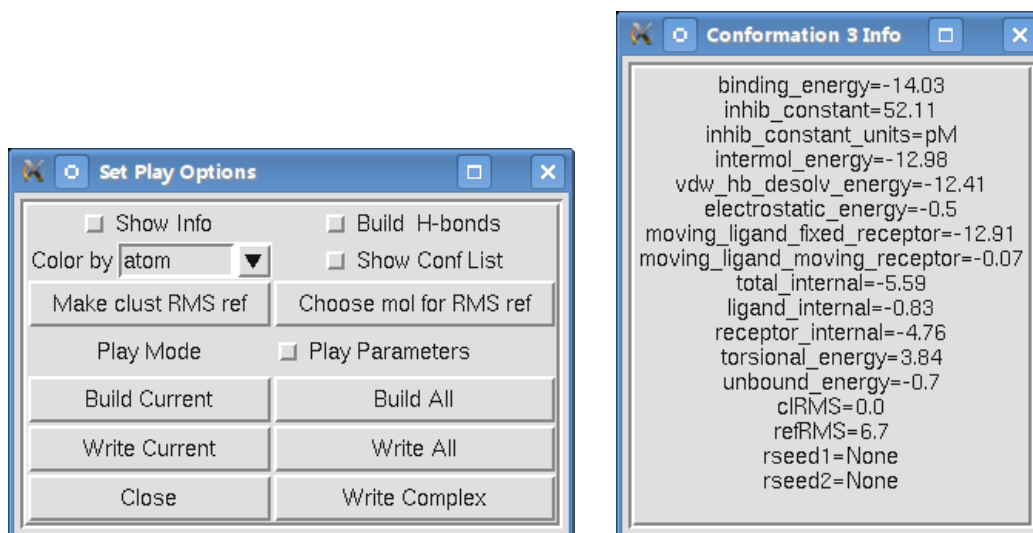 Set Play Options
Show Info
Build H-bonds
Color by atom
Show Conf List
Make clust RMS ref
Choose mol for RMS ref
Play Mode
Play Parameters
Build Current
Build All
Write Current
Write All
Close
Write Complex
Conformation 3 Info
binding_energy=-14.03
inhib_constant=52.11
inhib_constant_units=pM
intermol_energy=-12.98
vdw_hb_desolv_energy=-12.41
electrostatic_energy=-0.5
moving_ligand_fixed_receptor=-12.91
moving_ligand_moving_receptor=-0.07
total_internal=-5.59
ligand_internal=-0.83
receptor_internal=-4.76
torsional_energy=3.84
unbound_energy=-0.7
clRMS=0.0
refRMS=6.7
rseed1=None
rseed2=None